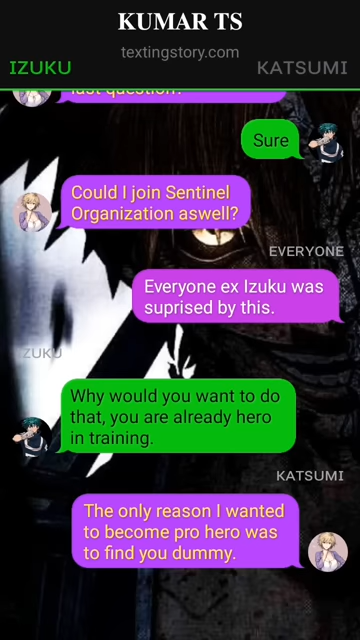 KUMAR TS
textingstory.com
IZUKU
KATSUMI
last question?
Sure
Could I join Sentinel
Organization aswell?
EVERYONE
Everyone ex Izuku was
suprised by this.
ZUKU
Why would you want to do
that, you are already hero
in training.
KATSUMI
The only reason I wanted
to become pro hero was
to find you dummy.